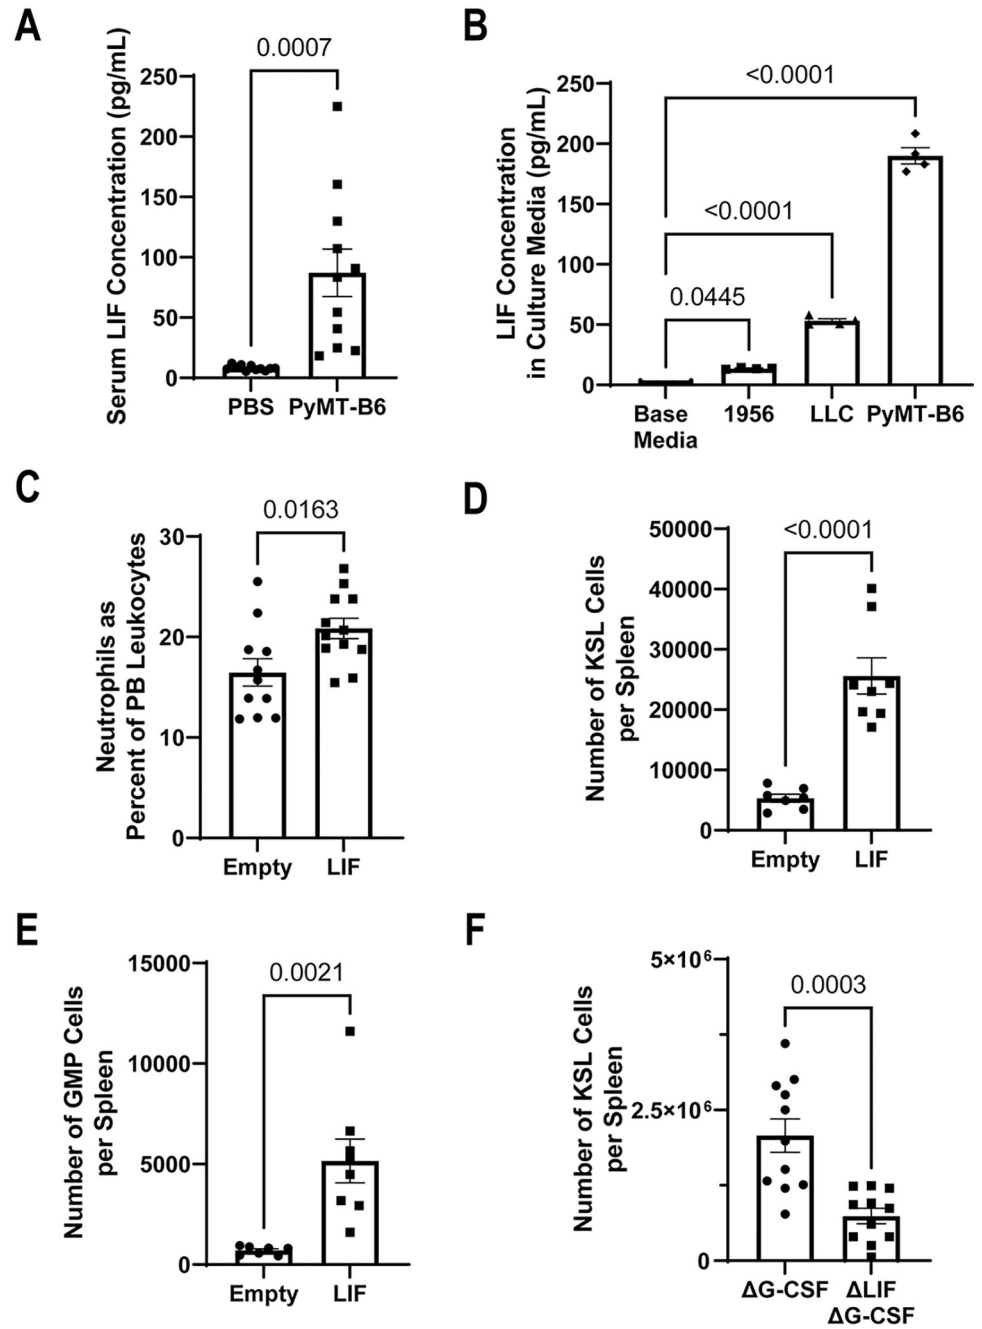 A
Serum LIF Concentration (pg/mL)
250
200
150
100
50
0
0.0007
PBS
PyMT-B6
B
LIF Concentration
in Culture Media (pg/mL)
250
200
150
100
50
0
<0.0001
<0.0001
0.0445
Base
Media
1956
LLC
PyMT-B6
C
Neutrophils as
Percent of PB Leukocytes
30
20
10
0
0.0163
Empty
LIF
D
Number of KSL Cells
per Spleen
50000
40000
30000
20000
10000
0
<0.0001
Empty
LIF
E
Number of GMP Cells
per Spleen
15000
10000
5000
0
0.0021
Empty
LIF
F
Number of KSL Cells
per Spleen
5×10⁶
2.5×10⁶
0
0.0003
ΔG-CSF
ΔLIF
ΔG-CSF